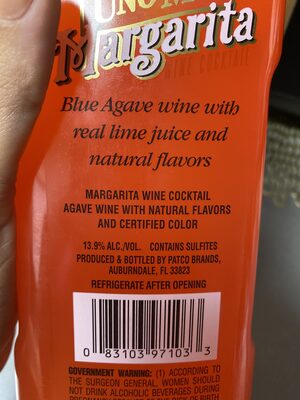 UNO M
Margarita
WINE COCKTAIL
Blue Agave wine with
real lime juice and
natural flavors
MARGARITA WINE COCKTAIL
AGAVE WINE WITH NATURAL FLAVORS
AND CERTIFIED COLOR
13.9% ALC./VOL. CONTAINS SULFITES
PRODUCED & BOTTLED BY PATCO BRANDS,
AUBURNDALE, FL 33823
REFRIGERATE AFTER OPENING
0 83103 97103 3
GOVERNMENT WARNING: (1) ACCORDING TO
THE SURGEON GENERAL, WOMEN SHOULD
NOT DRINK ALCOHOLIC BEVERAGES DURING